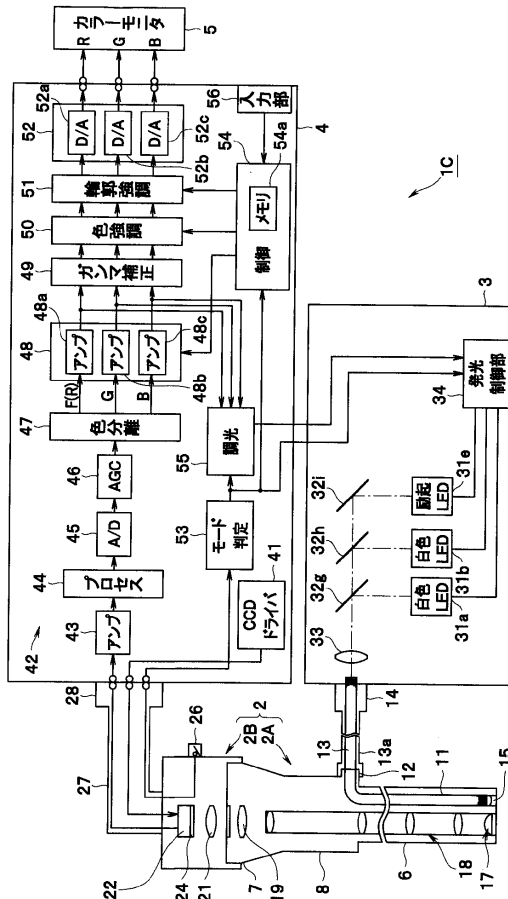 カラーモニタ
R
G
B
5
52a
52
D/A
D/A
D/A
52c
52b
56
入力部
51
輪郭強調
54
54a
メモリ
制御
4
50
色強調
49
ガンマ補正
48a
48
アンプ
アンプ
アンプ
48c
48b
F(R)
G
B
47
色分離
46
AGC
45
A/D
44
プロセス
43
アンプ
42
55
調光
53
モード判定
41
CCDドライバ
1C
3
発光制御部
34
32i
励起LED
31e
32h
白色LED
31b
32g
白色LED
31a
33
14
28
27
26
2
2B
2A
13
13a
12
11
15
22
24
21
7
19
8
6
18
17